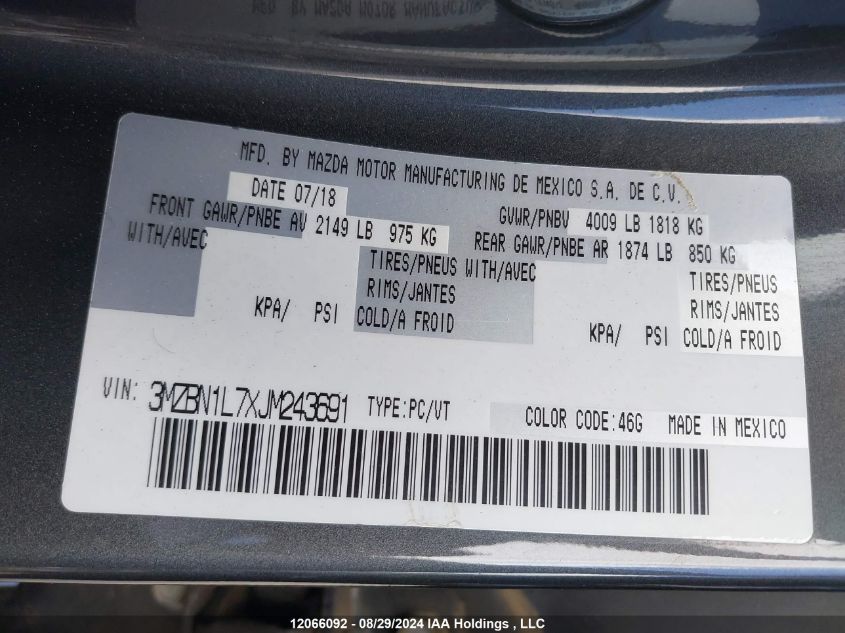 MFD. BY MAZDA MOTOR MANUFACTURING DE MEXICO S.A. DE C.V.
DATE 07/18 GVWR/PNBV 4009 LB 1818 KG
FRONT GAWR/PNBE AV 2149 LB 975 KG REAR GAWR/PNBE AR 1874 LB 850 KG
WITH/AVEC TIRES/PNEUS WITH/AVEC TIRES/PNEUS
RIMS/JANTES RIMS/JANTES
KPA/ PSI COLD/A FROID KPA/ PSI COLD/A FROID
VIN: 3MZBN1L7XJM243691 TYPE:PC/VT COLOR CODE:46G MADE IN MEXICO
12066092 - 08/29/2024 IAA Holdings , LLC